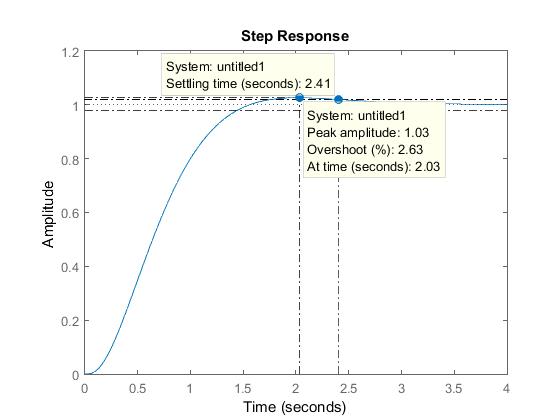 Step Response
System: untitled1
Settling time (seconds): 2.41
System: untitled1
Peak amplitude: 1.03
Overshoot (%): 2.63
At time (seconds): 2.03
Amplitude
1.2
1
0.8
0.6
0.4
0.2
0
0 0.5 1 1.5 2 2.5 3 3.5 4
Time (seconds)